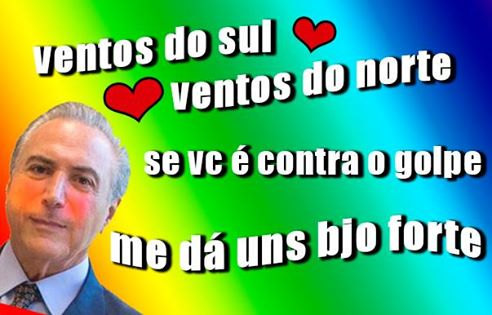 ventos do sul
ventos do norte
se vc é contra o golpe
me dá uns bjo forte